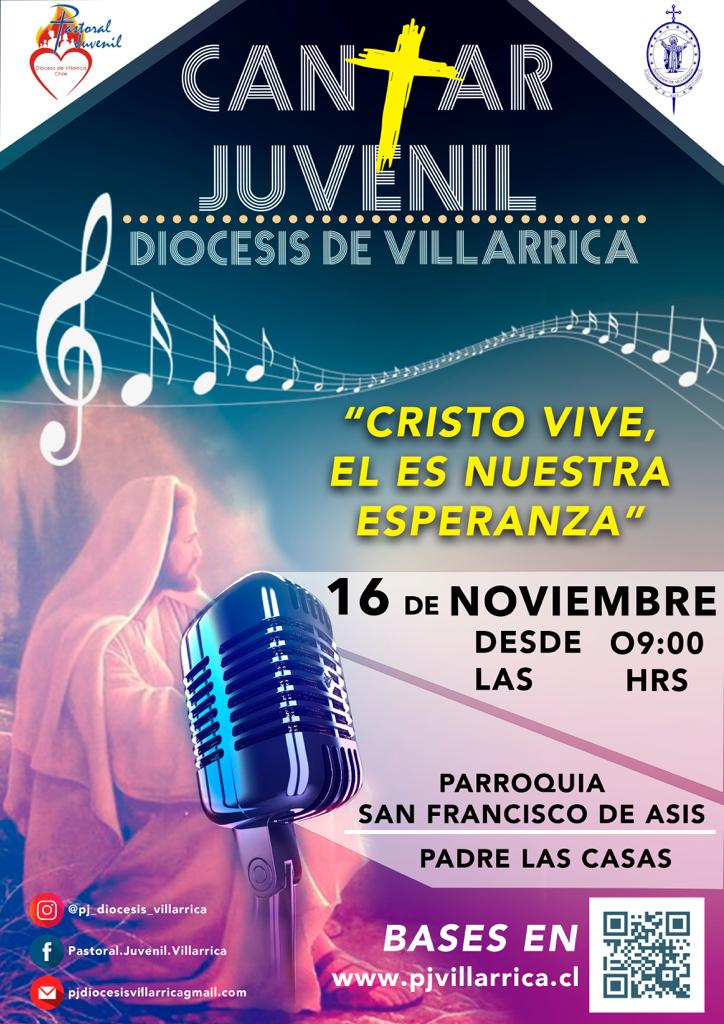 Pastoral
Juvenil
Diócesis de Villarrica
Chile
CANTAR
JUVENIL
DIOCESIS DE VILLARRICA
"CRISTO VIVE,
EL ES NUESTRA
ESPERANZA"
16 DE NOVIEMBRE
DESDE LAS 09:00 HRS
PARROQUIA
SAN FRANCISCO DE ASIS
PADRE LAS CASAS
@pj_diocesis_villarrica
Pastoral.Juvenil.Villarrica
pjdiocesisvillarricagmail.com
BASES EN
www.pjvillarrica.cl